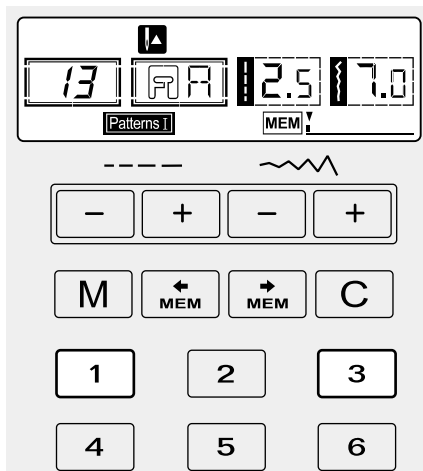 13 A A 2.5 7.0
Patterns I MEM
- + - +
M MEM MEM C
1 2 3
4 5 6